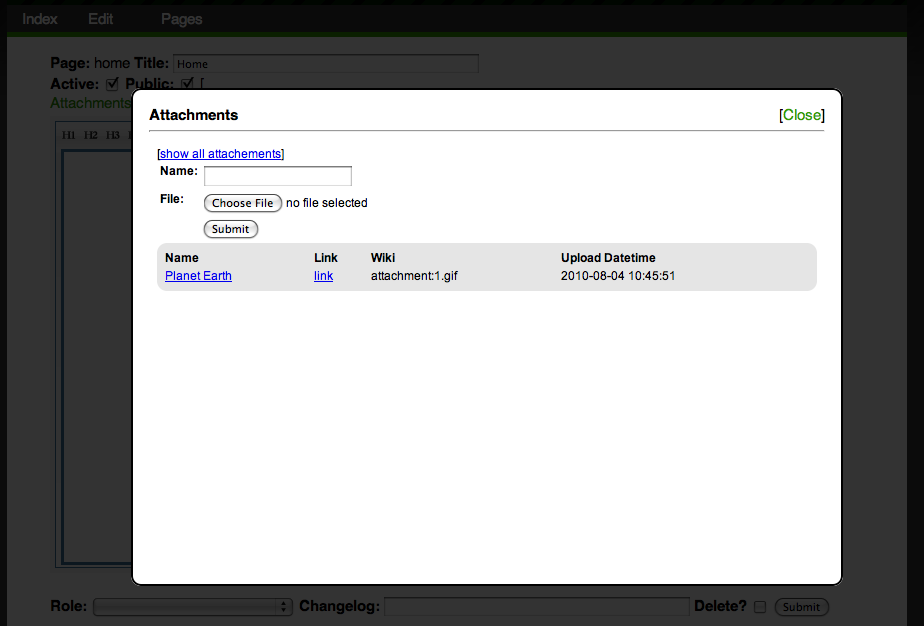 Index Edit Pages
Page: home Title: Home
Active: Public: [
Attachments
H1 H2 H3
Attachments [Close]
[show all attachements]
Name:
File: Choose File no file selected
Submit
Name Link Wiki Upload Datetime
Planet Earth link attachment:1.gif 2010-08-04 10:45:51
Role: Changelog: Delete? Submit